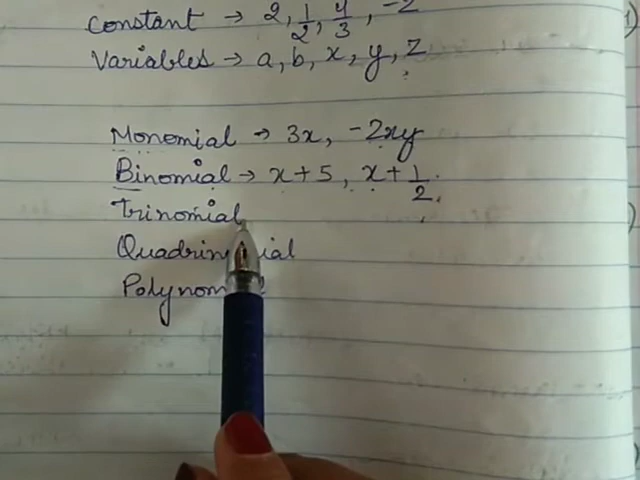 Constant → 2, 1/2, 4/3, -2
Variables → a, b, x, y, z
Monomial → 3x, -2xy
Binomial → x + 5, x + 1/2.
Trinomial